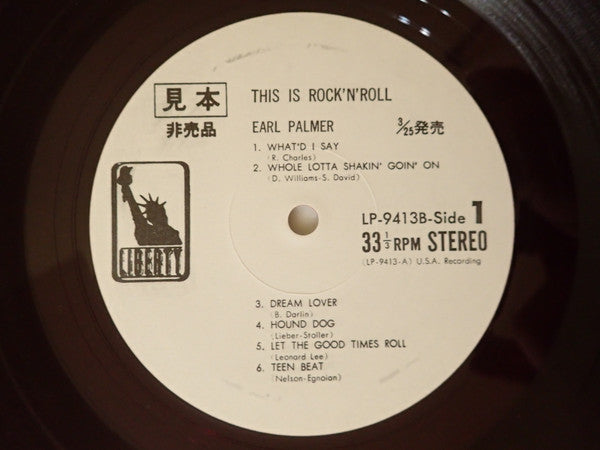 見本
非売品
THIS IS ROCK'N'ROLL
EARL PALMER
3/25発売
1. WHAT'D I SAY
(R. Charles)
2. WHOLE LOTTA SHAKIN' GOIN' ON
(D. Williams-S. David)
LIBERTY
LP-9413B-Side 1
33 1/3 RPM STEREO
(LP-9413-A) U.S.A. Recording
3. DREAM LOVER
(B. Darlin)
4. HOUND DOG
(Lieber-Stoller)
5. LET THE GOOD TIMES ROLL
(Leonard Lee)
6. TEEN BEAT
(Nelson-Egnoian)